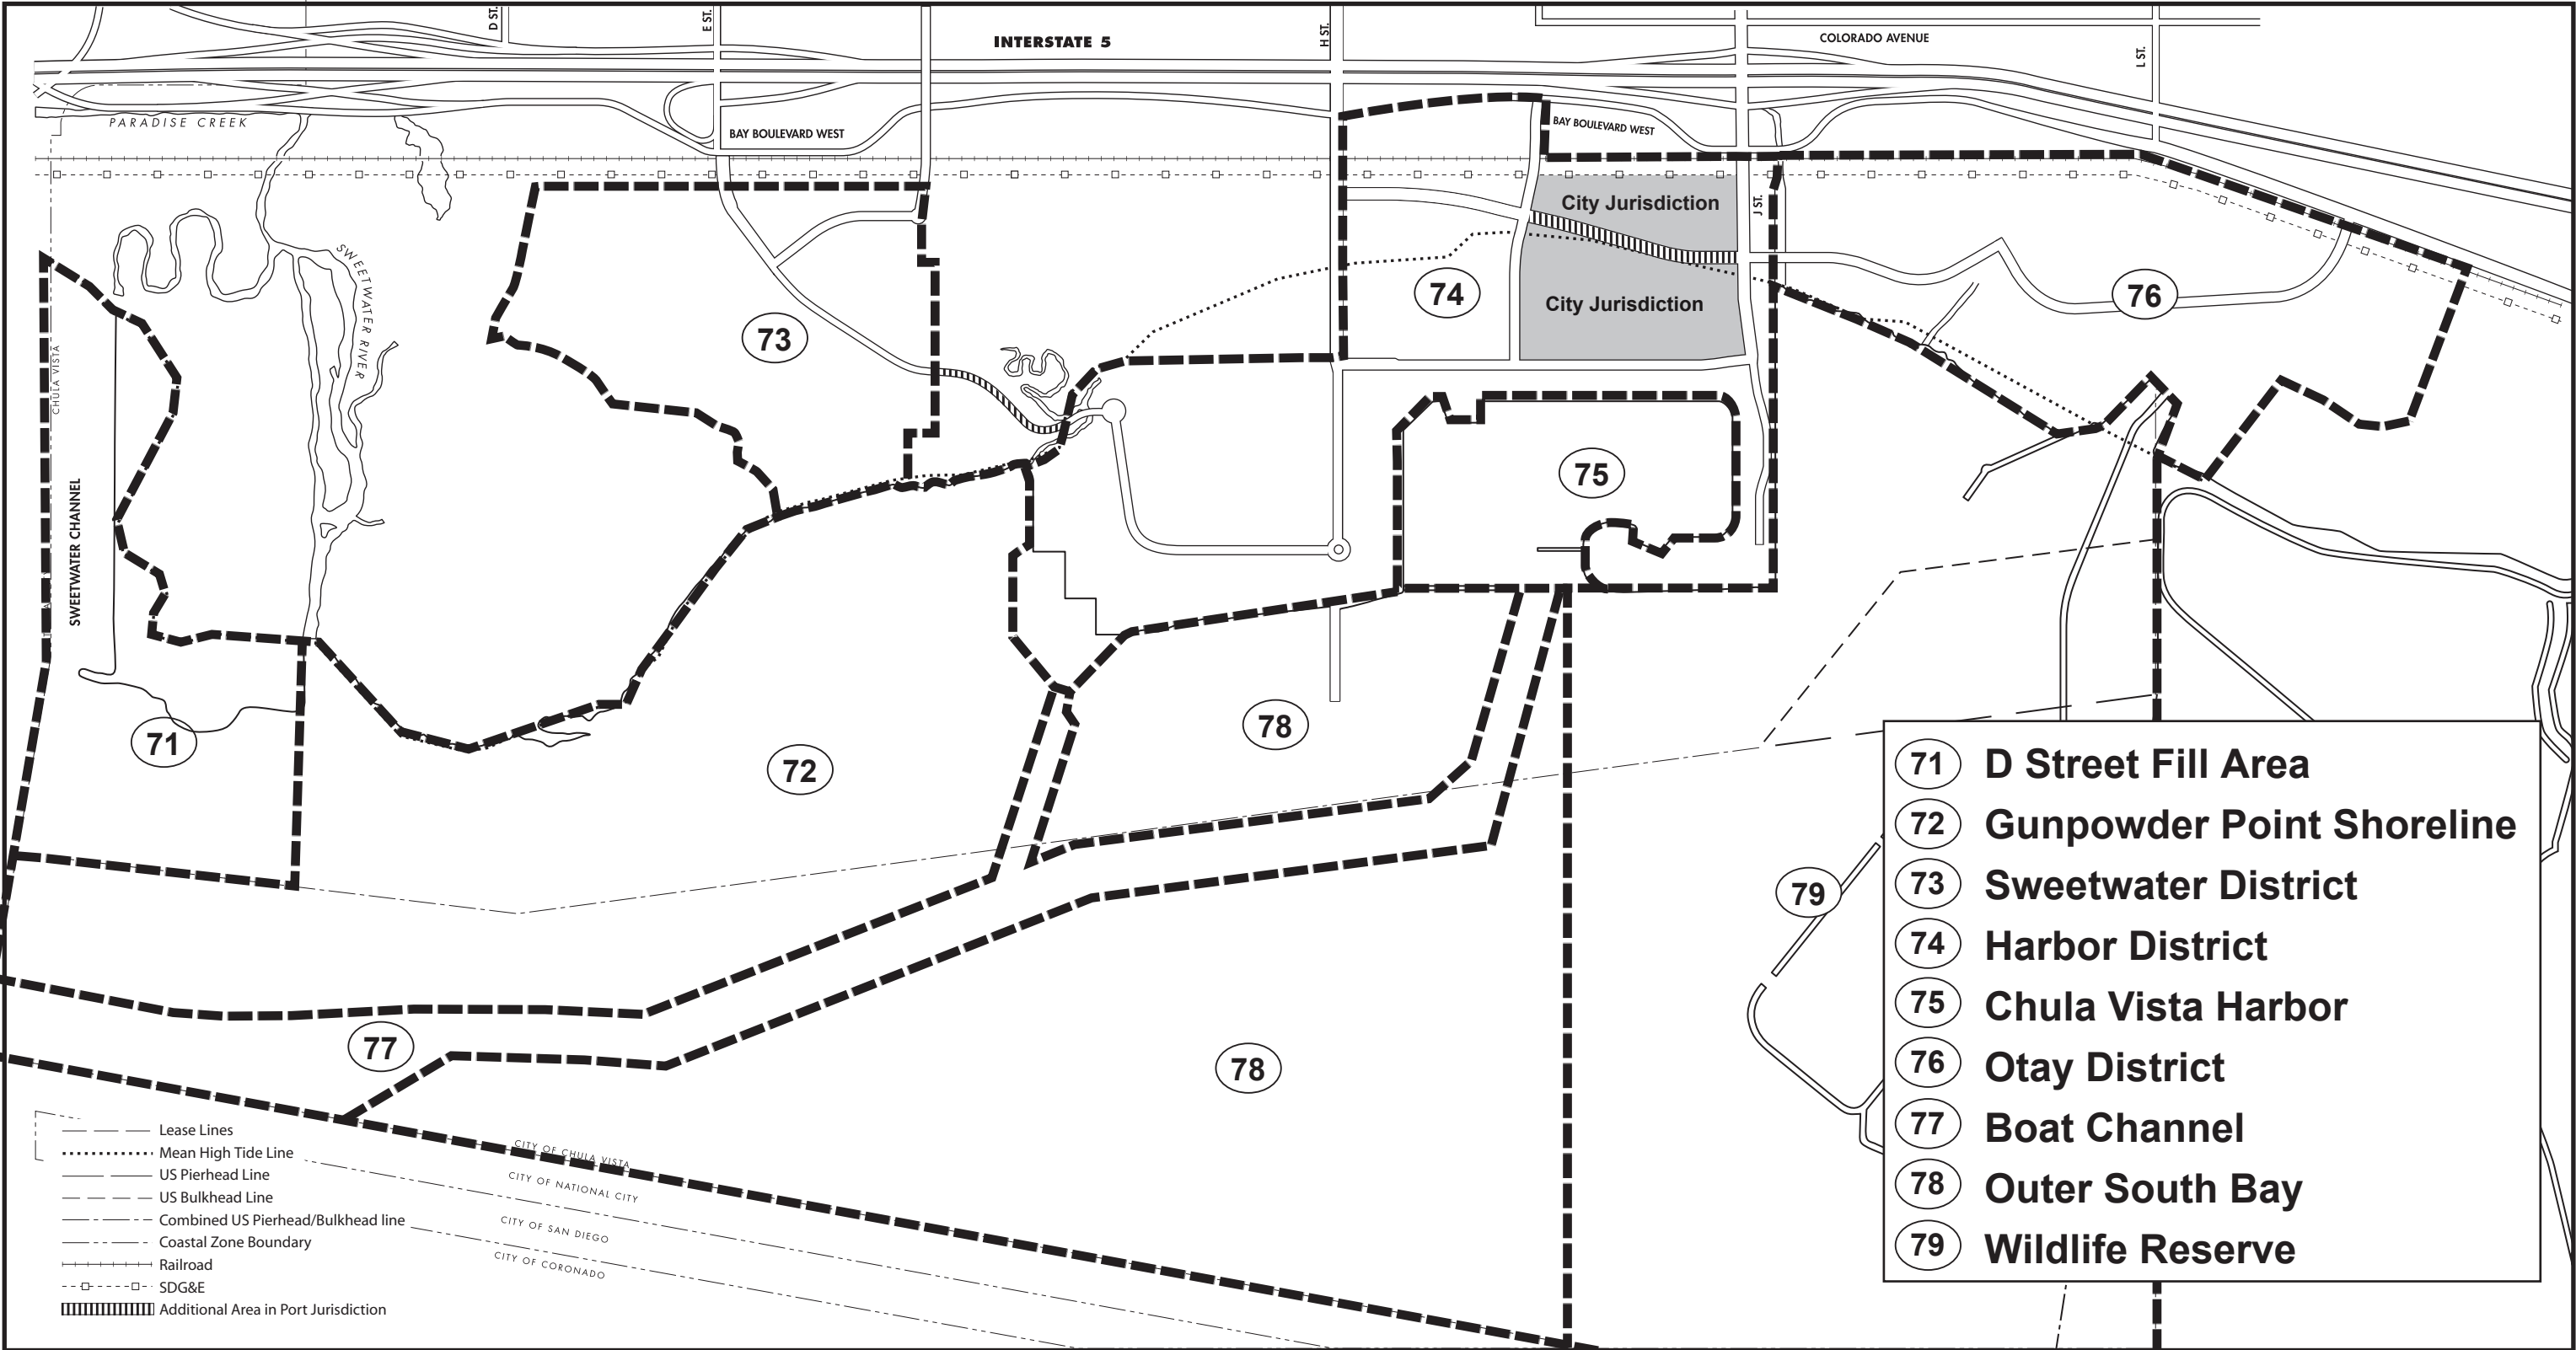 D ST.
E ST.
INTERSTATE 5
H ST.
COLORADO AVENUE
L ST.
PARADISE CREEK
BAY BOULEVARD WEST
BAY BOULEVARD WEST
City Jurisdiction
J ST.
SWEETWATER RIVER
74
City Jurisdiction
76
73
CHULA VISTA
75
SWEETWATER CHANNEL
71
72
78
79
77
78
71 D Street Fill Area
72 Gunpowder Point Shoreline
73 Sweetwater District
74 Harbor District
75 Chula Vista Harbor
76 Otay District
77 Boat Channel
78 Outer South Bay
79 Wildlife Reserve
CITY OF CHULA VISTA
CITY OF NATIONAL CITY
CITY OF SAN DIEGO
CITY OF CORONADO
Lease Lines
Mean High Tide Line
US Pierhead Line
US Bulkhead Line
Combined US Pierhead/Bulkhead line
Coastal Zone Boundary
Railroad
SDG&E
Additional Area in Port Jurisdiction